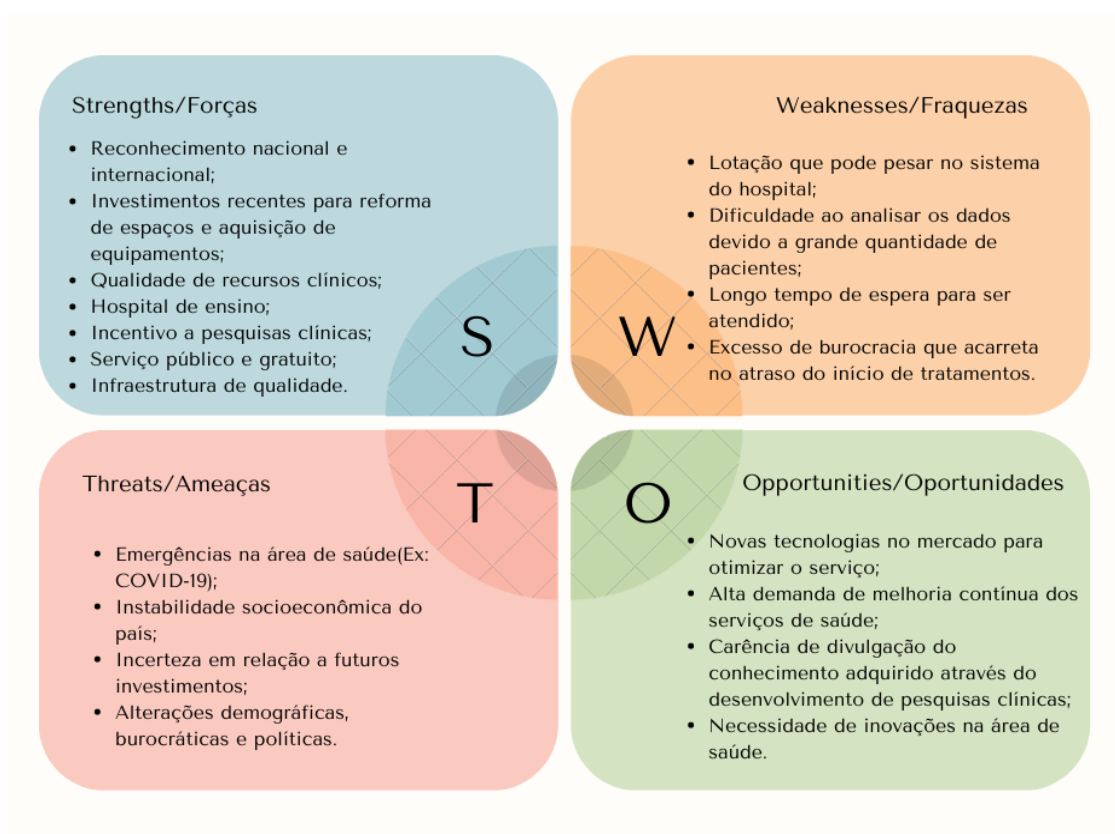 Strengths/Forças
• Reconhecimento nacional e
internacional;
• Investimentos recentes para reforma
de espaços e aquisição de
equipamentos;
• Qualidade de recursos clínicos;
• Hospital de ensino;
• Incentivo a pesquisas clínicas;
• Serviço público e gratuito;
• Infraestrutura de qualidade.
S
Weaknesses/Fraquezas
• Lotação que pode pesar no sistema
do hospital;
• Dificuldade ao analisar os dados
devido a grande quantidade de
pacientes;
• Longo tempo de espera para ser
atendido;
• Excesso de burocracia que acarreta
no atraso do início de tratamentos.
W
Threats/Ameaças
• Emergências na área de saúde(Ex:
COVID-19);
• Instabilidade socioeconômica do
país;
• Incerteza em relação a futuros
investimentos;
• Alterações demográficas,
burocráticas e políticas.
T
Opportunities/Oportunidades
• Novas tecnologias no mercado para
otimizar o serviço;
• Alta demanda de melhoria contínua dos
serviços de saúde;
• Carência de divulgação do
conhecimento adquirido através do
desenvolvimento de pesquisas clínicas;
• Necessidade de inovações na área de
saúde.
O